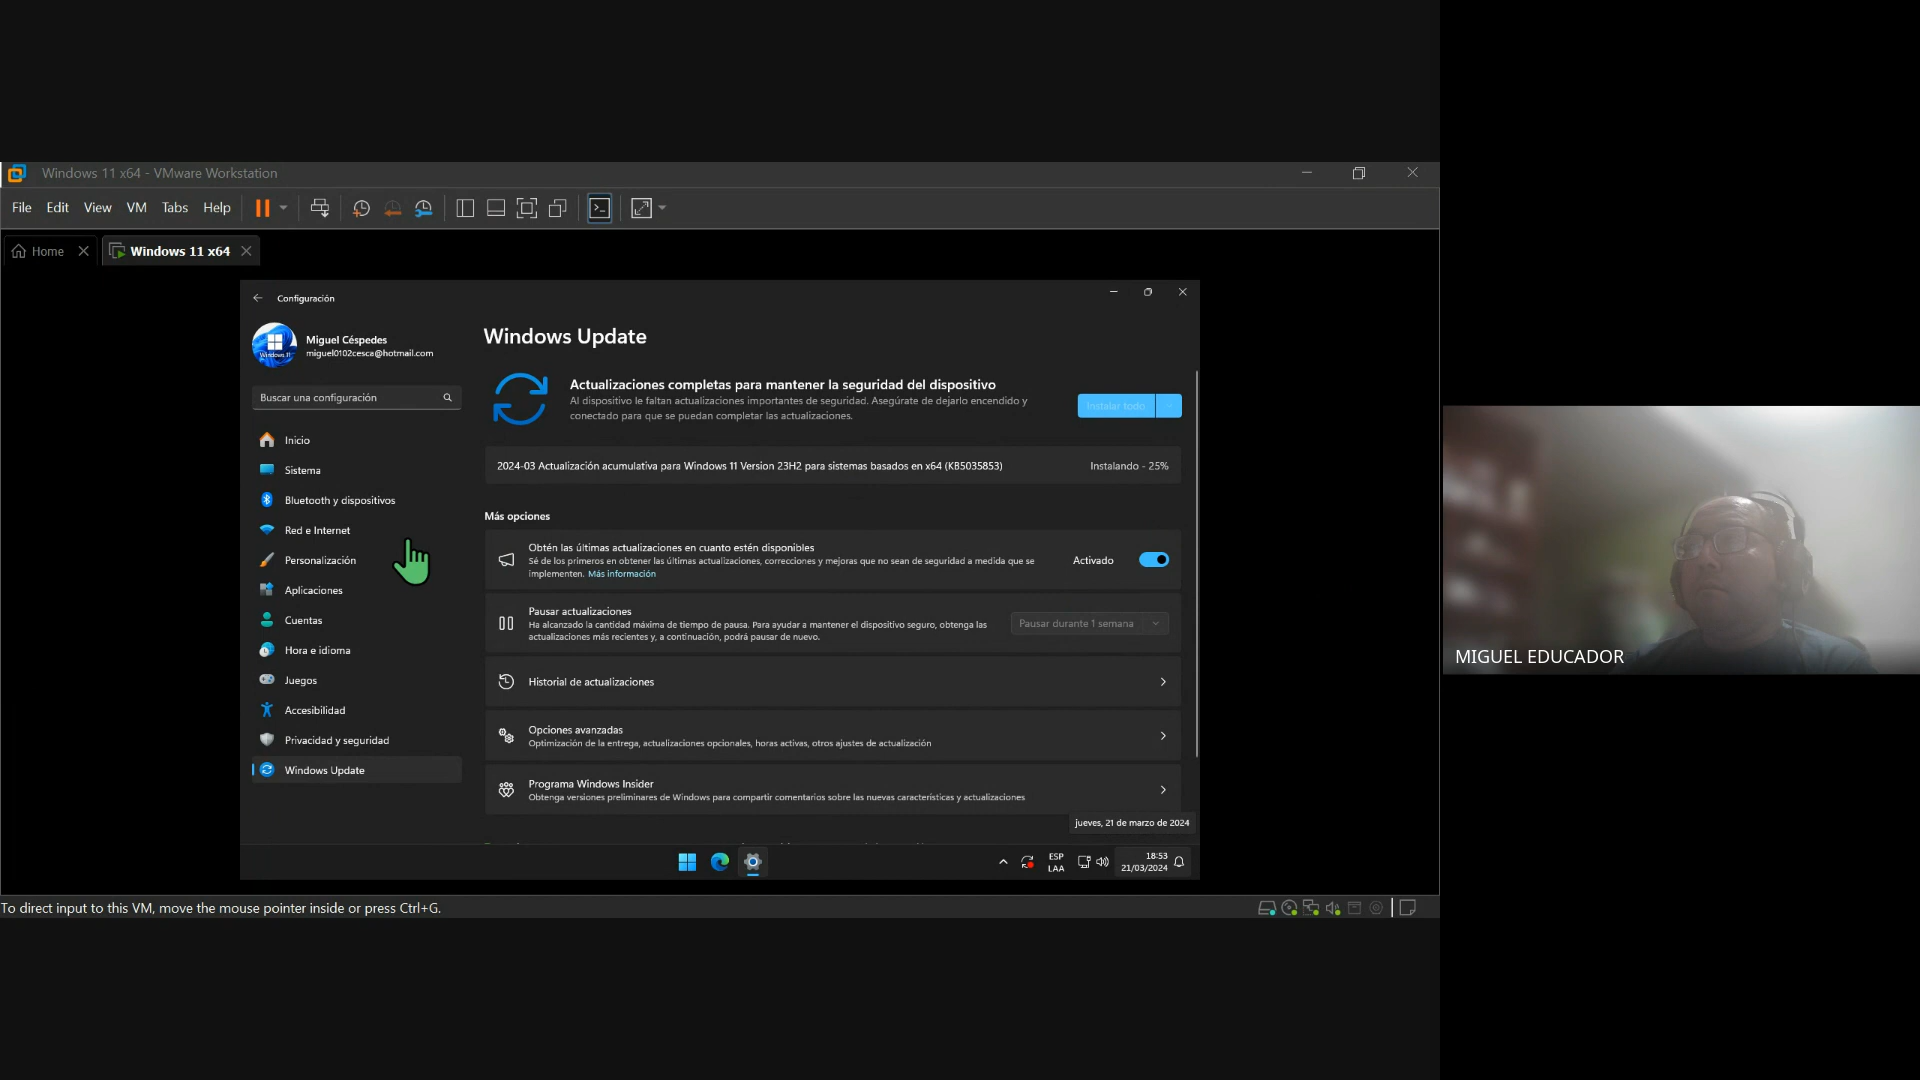 Windows 11 x64 - VMware Workstation
File Edit View VM Tabs Help
Home
Windows 11 x64
Configuración
Miguel Céspedes
miguel0102cesca@hotmail.com
Buscar una configuración
Inicio
Sistema
Bluetooth y dispositivos
Red e Internet
Personalización
Aplicaciones
Cuentas
Hora e idioma
Juegos
Accesibilidad
Privacidad y seguridad
Windows Update
Windows Update
Actualizaciones completas para mantener la seguridad del dispositivo
Al dispositivo le faltan actualizaciones importantes de seguridad. Asegúrate de dejarlo encendido y
conectado para que se puedan completar las actualizaciones.
Instalar todo
2024-03 Actualización acumulativa para Windows 11 Version 23H2 para sistemas basados en x64 (KB5035853)
Instalando - 25%
Más opciones
Obtén las últimas actualizaciones en cuanto estén disponibles
Sé de los primeros en obtener las últimas actualizaciones, correcciones y mejoras que no sean de seguridad a medida que se
implementen. Más información
Activado
Pausar actualizaciones
Ha alcanzado la cantidad máxima de tiempo de pausa. Para ayudar a mantener el dispositivo seguro, obtenga las
actualizaciones más recientes y, a continuación, podrá pausar de nuevo.
Pausar durante 1 semana
Historial de actualizaciones
Opciones avanzadas
Optimización de la entrega, actualizaciones opcionales, horas activas, otros ajustes de actualización
Programa Windows Insider
Obtenga versiones preliminares de Windows para compartir comentarios sobre las nuevas características y actualizaciones
jueves, 21 de marzo de 2024
ESP
LAA
18:53
21/03/2024
To direct input to this VM, move the mouse pointer inside or press Ctrl+G.
MIGUEL EDUCADOR